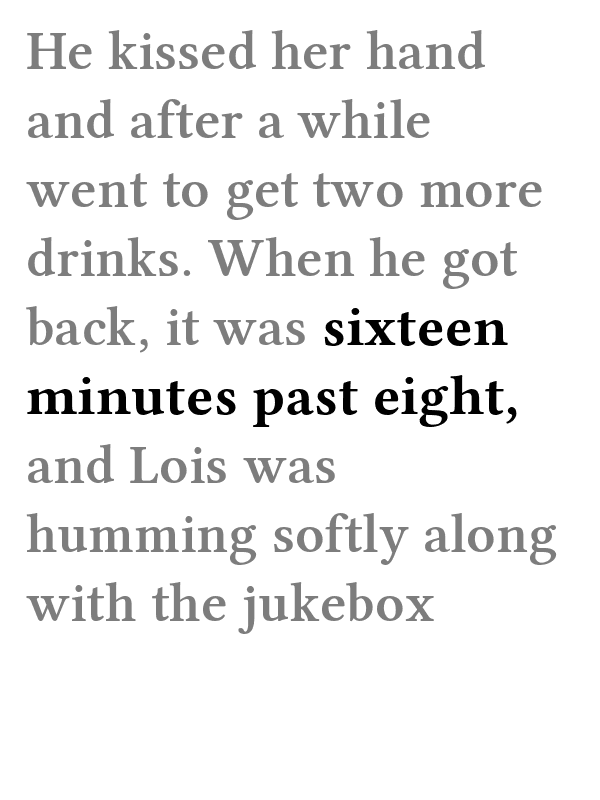 He kissed her hand
and after a while
went to get two more
drinks. When he got
back, it was sixteen
minutes past eight,
and Lois was
humming softly along
with the jukebox